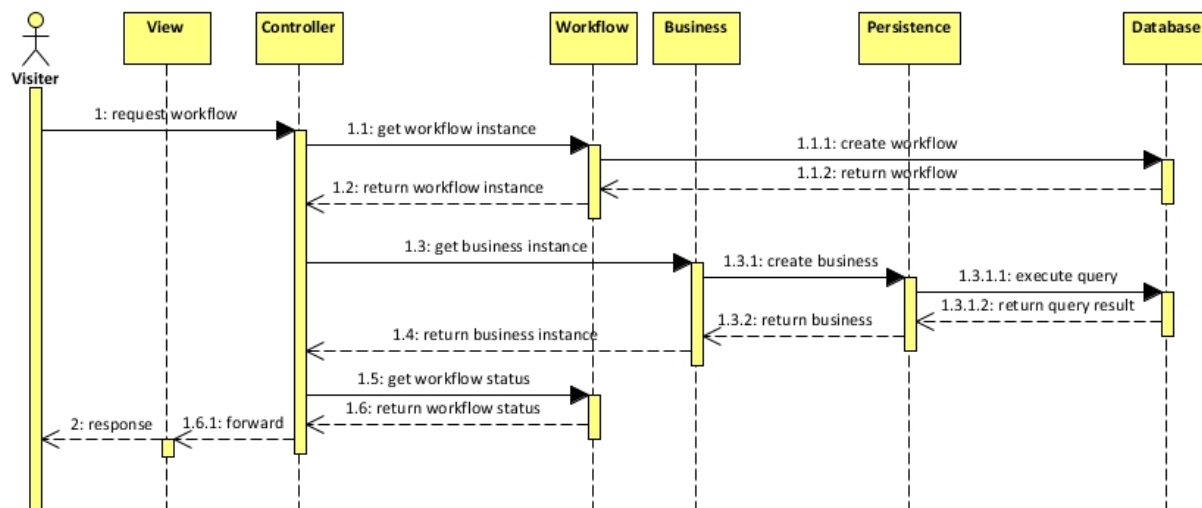 View
Controller
Workflow
Business
Persistence
Database
Visiter
1: request workflow
1.1: get workflow instance
1.1.1: create workflow
1.1.2: return workflow
1.2: return workflow instance
1.3: get business instance
1.3.1: create business
1.3.1.1: execute query
1.3.1.2: return query result
1.3.2: return business
1.4: return business instance
1.5: get workflow status
1.6: return workflow status
1.6.1: forward
2: response